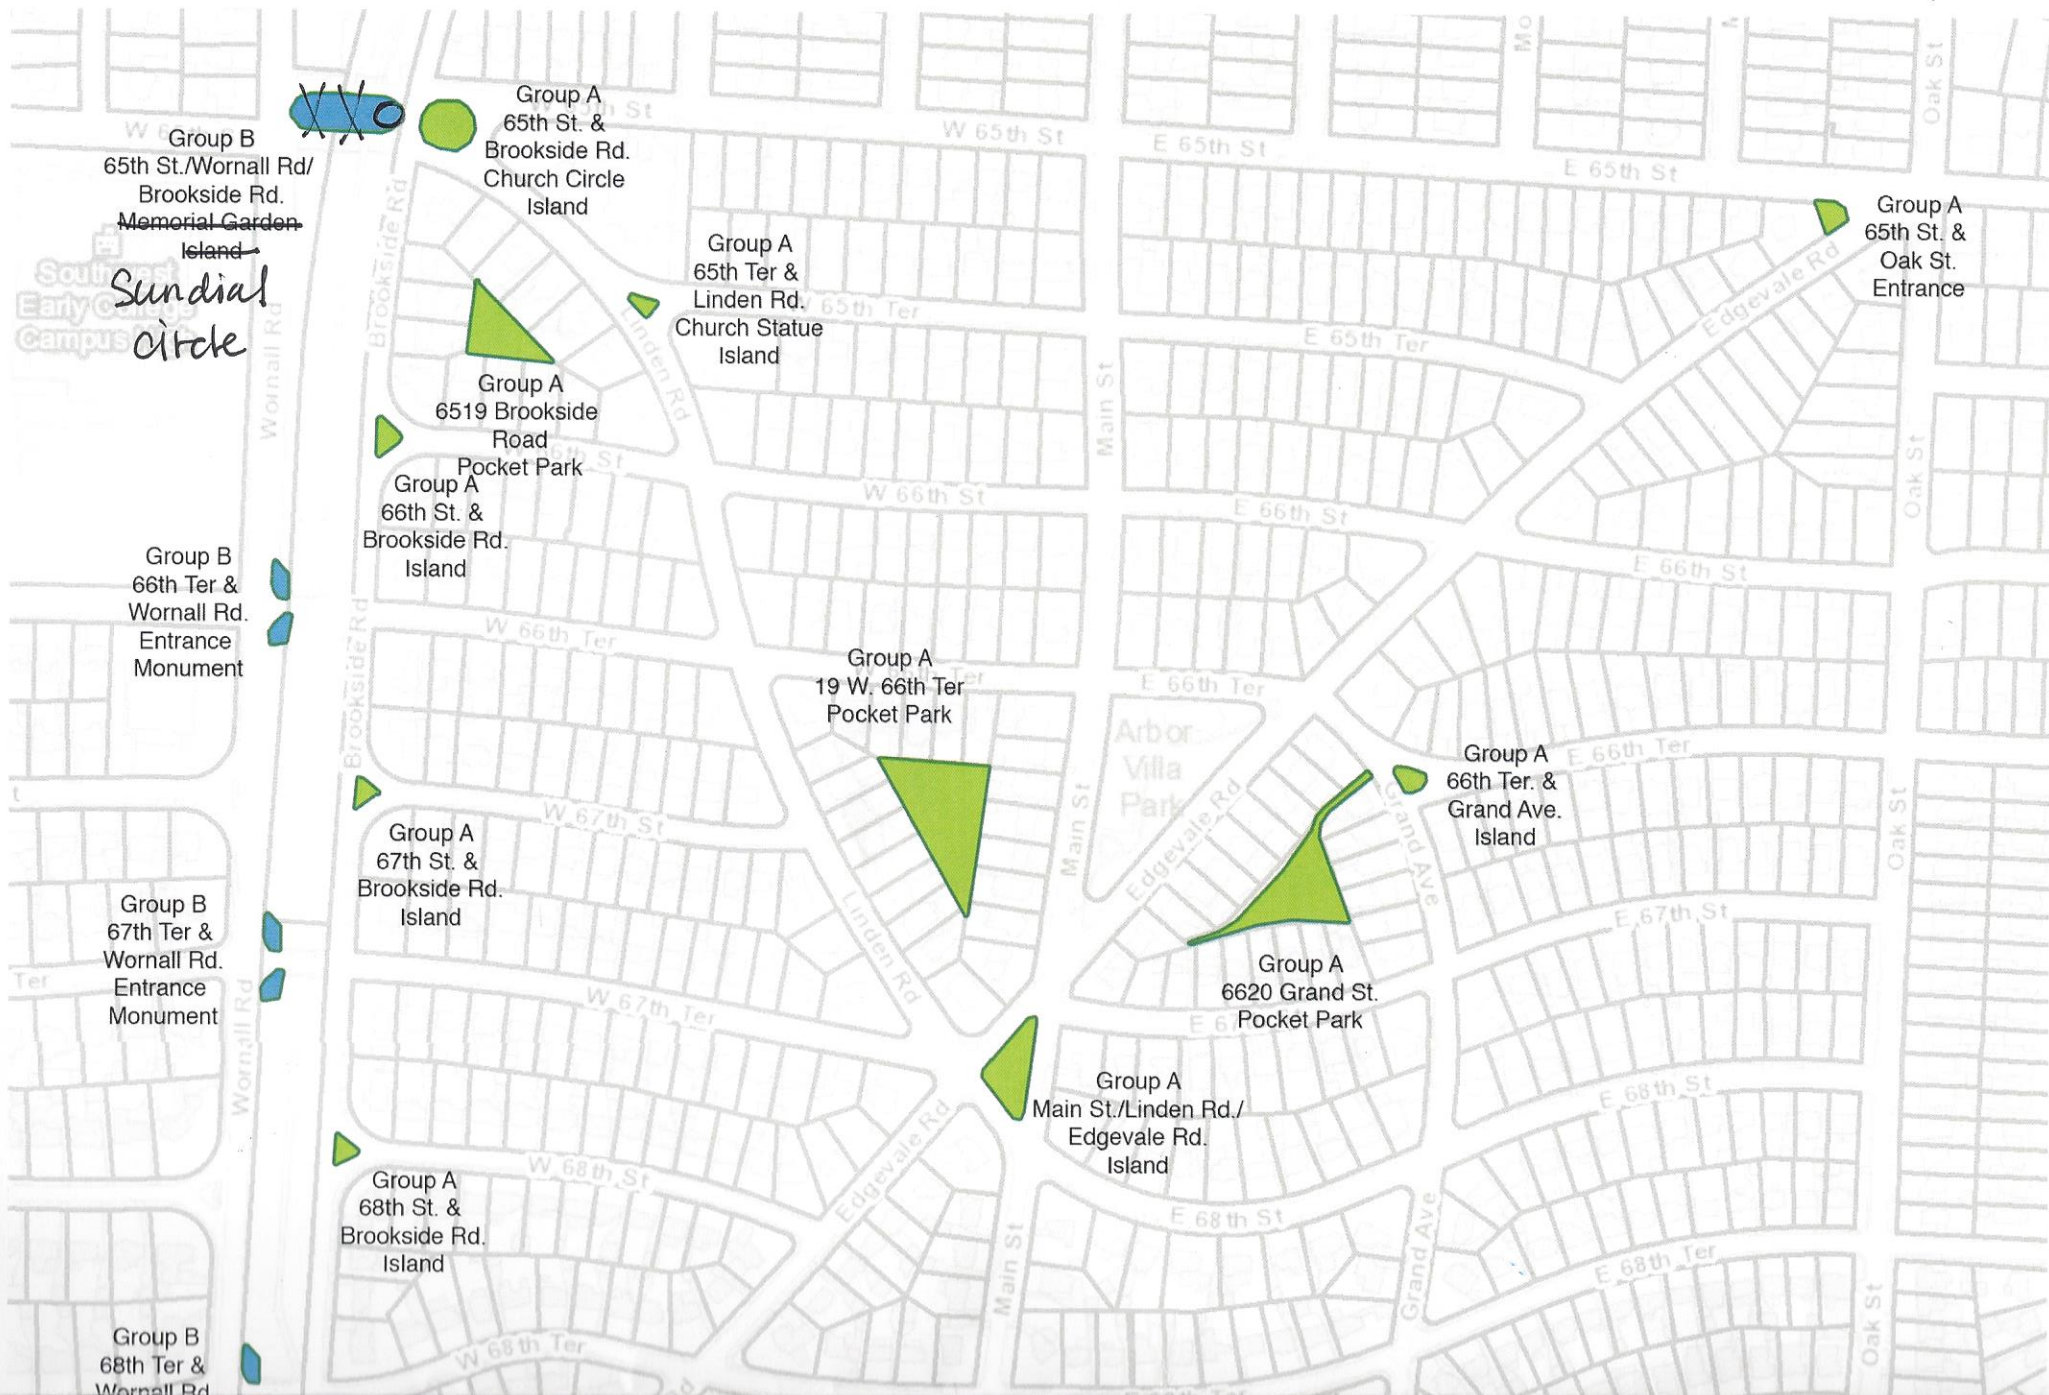 Group B
65th St./Wornall Rd/
Brookside Rd.
Memorial Garden
Island
Sundial
circle
Group A
65th St. &
Brookside Rd.
Church Circle
Island
Group A
65th Ter &
Linden Rd.
Church Statue
Island
Group A
65th St. &
Oak St.
Entrance
Group A
6519 Brookside
Road
Pocket Park
Group A
66th St. &
Brookside Rd.
Island
Group B
66th Ter &
Wornall Rd.
Entrance
Monument
Group A
19 W. 66th Ter
Pocket Park
Group A
66th Ter. &
Grand Ave.
Island
Group A
67th St. &
Brookside Rd.
Island
Group B
67th Ter &
Wornall Rd.
Entrance
Monument
Group A
6620 Grand St.
Pocket Park
Group A
Main St./Linden Rd./
Edgevale Rd.
Island
Group A
68th St. &
Brookside Rd.
Island
Group B
68th Ter &
Wornall Rd
W 65th St
E 65th St
E 65th St
Oak St
Brookside Rd
Wornall Rd
Southwest
Early College
Linden Rd
W 65th Ter
E 65th Ter
Edgevale Rd
Main St
W 66th St
E 66th St
E 66th St
Oak St
W 66th Ter
E 66th Ter
E 66th Ter
Brookside Rd
Arbor
Villa
Park
Main St
Edgevale Rd
Grand Ave
Oak St
W 67th St
E 67th St
Linden Rd
Ter
W 67th Ter
Wornall Rd
E 68th St
Edgevale Rd
W 68th St
E 68th St
Main St
Grand Ave
E 68th Ter
Oak St
W 68th Ter